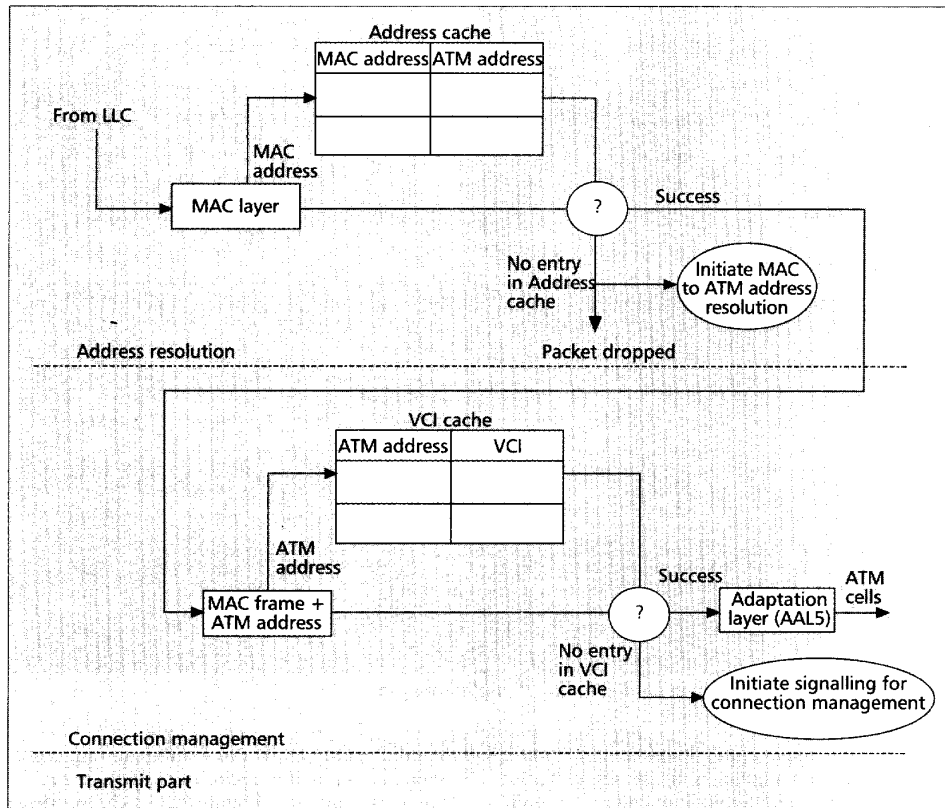 Address cache
MAC address ATM address
From LLC
MAC
address
MAC layer
?
Success
No entry
in Address
cache
Initiate MAC
to ATM address
resolution
Address resolution
Packet dropped
VCI cache
ATM address VCI
ATM
address
MAC frame +
ATM address
?
Success
Adaptation
layer (AAL5)
ATM
cells
No entry
in VCI
cache
Initiate signalling for
connection management
Connection management
Transmit part